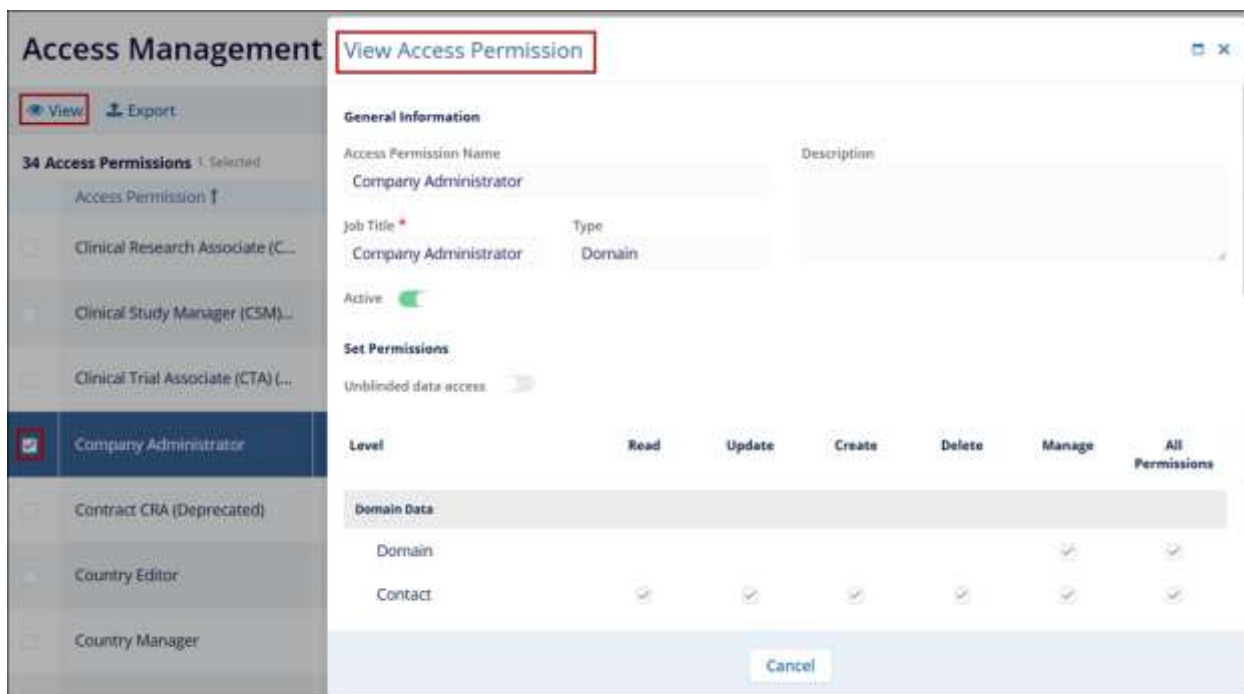 Access Management
View Access Permission
View
Export
34 Access Permissions 1 Selected
Access Permission
Clinical Research Associate (C...
Clinical Study Manager (CSM)...
Clinical Trial Associate (CTA) (...
Company Administrator
Contract CRA (Deprecated)
Country Editor
Country Manager
General Information
Access Permission Name
Description
Company Administrator
Job Title *
Type
Company Administrator
Domain
Active
Set Permissions
Unblinded data access
Level Read Update Create Delete Manage All Permissions
Domain Data
Domain
Contact
Cancel